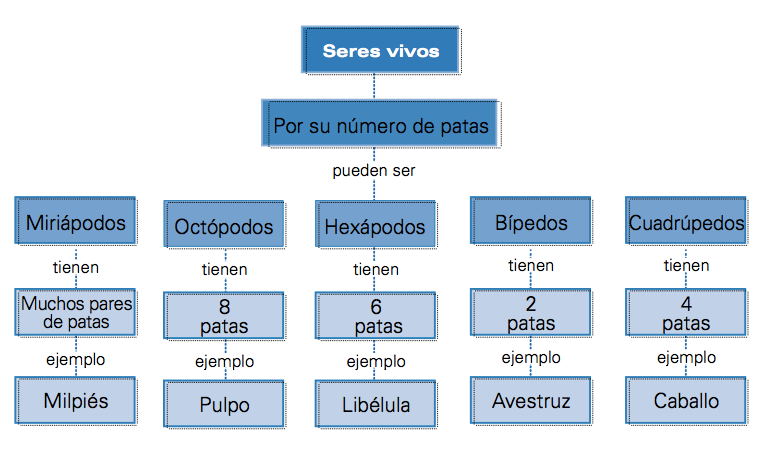 Seres vivos
Por su número de patas
pueden ser
Miriápodos
Octópodos
Hexápodos
Bípedos
Cuadrúpedos
tienen
tienen
tienen
tienen
tienen
Muchos pares
de patas
8
patas
6
patas
2
patas
4
patas
ejemplo
ejemplo
ejemplo
ejemplo
ejemplo
Milpiés
Pulpo
Libélula
Avestruz
Caballo